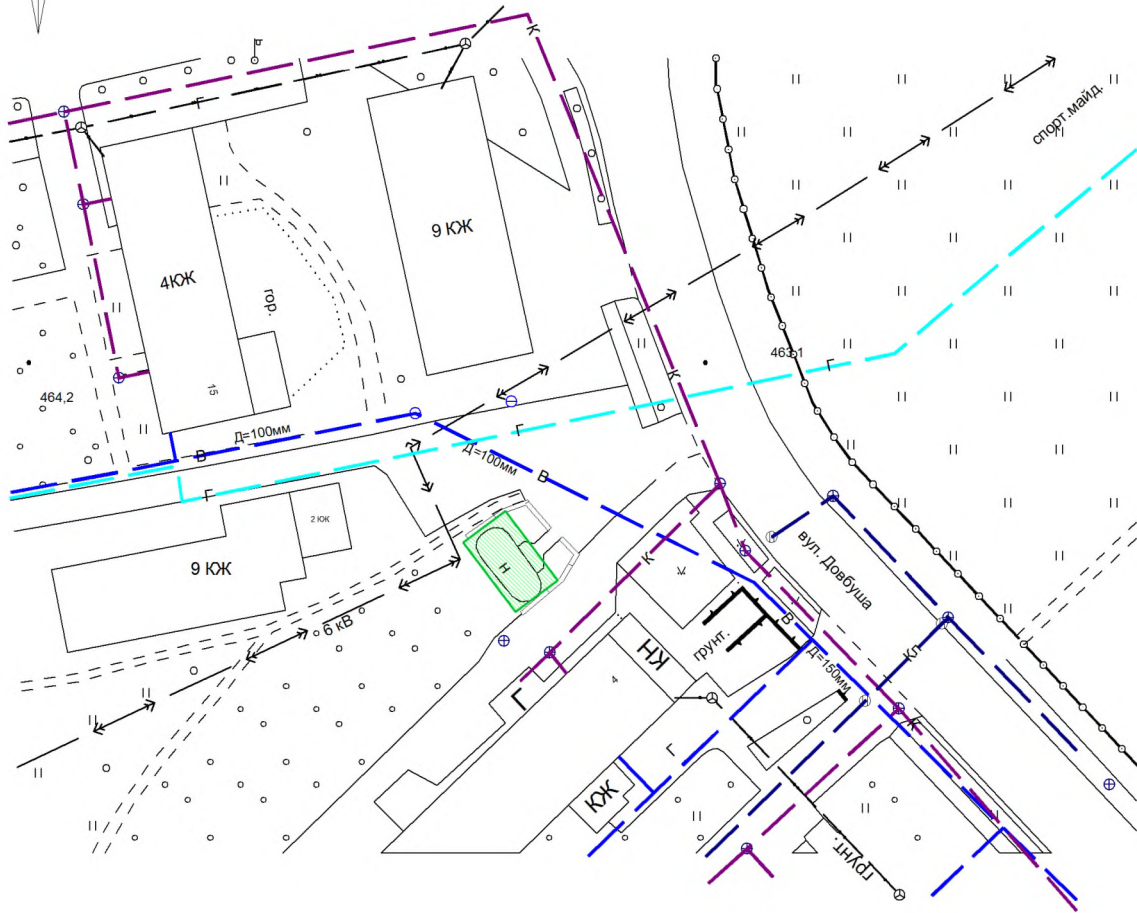 К
Г
спорт.майд.
9 КЖ
4КЖ
гор.
15
К
464,2
463,1
Г
Д=100мм
В
Г
Д=100мм
В
Г
2 КЖ
9 КЖ
Н
К
вул. Довбуша
6 кВ
К
В
грунт.
КН
Д=150мм
Кл
4
Г
Г
К
КЖ
грунт.